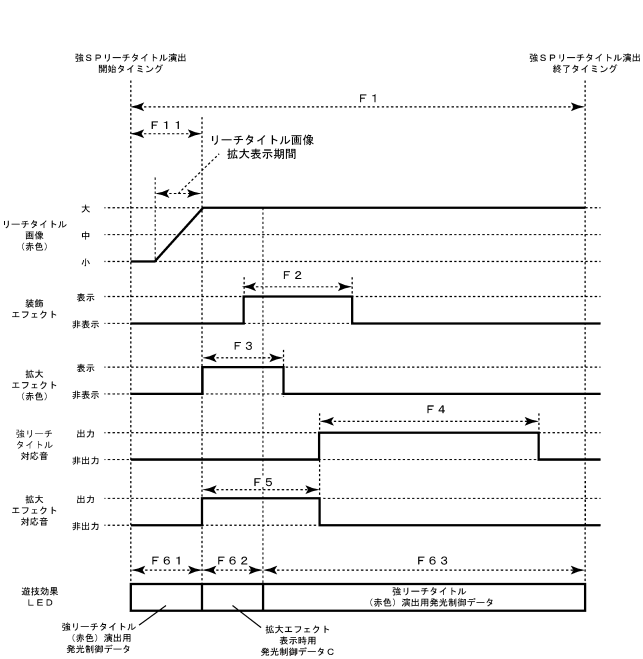 強ＳＰリーチタイトル演出
開始タイミング
強ＳＰリーチタイトル演出
終了タイミング
Ｆ１
Ｆ１１
リーチタイトル画像
拡大表示期間
リーチタイトル
画像
（赤色）
大
中
小
Ｆ２
装飾
エフェクト
表示
非表示
Ｆ３
拡大
エフェクト
（赤色）
表示
非表示
Ｆ４
強リーチ
タイトル
対応音
出力
非出力
Ｆ５
拡大
エフェクト
対応音
出力
非出力
Ｆ６１
Ｆ６２
Ｆ６３
遊技効果
ＬＥＤ
強リーチタイトル
（赤色）演出用発光制御データ
強リーチタイトル
（赤色）演出用
発光制御データ
拡大エフェクト
表示時用
発光制御データＣ